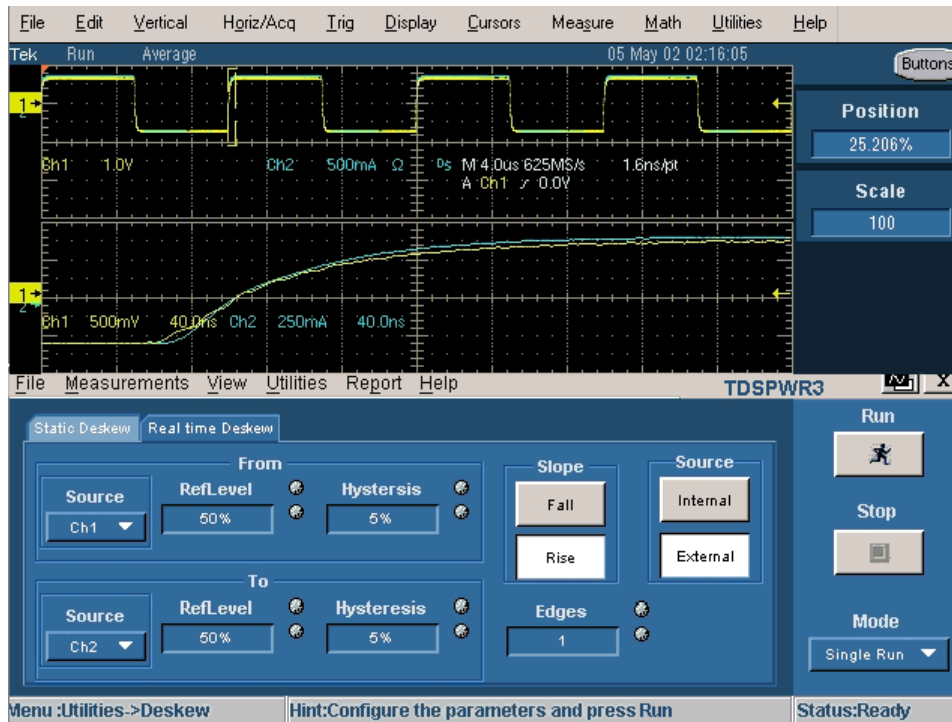 File Edit Vertical Horiz/Acq Trig Display Cursors Measure Math Utilities Help
Tek Run Average 05 May 02 02:16:05
Buttons
Position
25.206%
Scale
100
1
2
Ch1 1.0V Ch2 500mA Ω Ds M 4.0us 625MS/s 1.6ns/pt
A Ch1 / 0.0V
1
2
Ch1 500mV 40.0ns Ch2 250mA 40.0ns
File Measurements View Utilities Report Help
TDSPWR3
X
Static Deskew Real time Deskew
From
Source
Ch1
RefLevel
50%
Hystersis
5%
To
Source
Ch2
RefLevel
50%
Hysteresis
5%
Slope
Fall
Rise
Source
Internal
External
Edges
1
Run
Stop
Mode
Single Run
Menu :Utilities->Deskew
Hint:Configure the parameters and press Run
Status:Ready